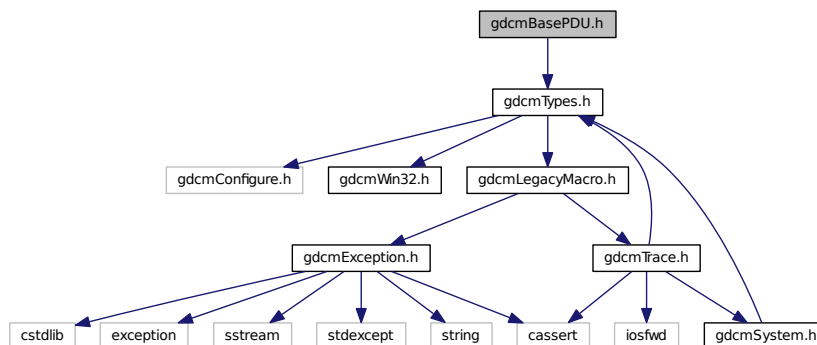 gdcmBasePDU.h
gdcmTypes.h
gdcmConfigure.h
gdcmWin32.h
gdcmLegacyMacro.h
gdcmException.h
gdcmTrace.h
cstdlib
exception
sstream
stdexcept
string
cassert
iosfwd
gdcmSystem.h